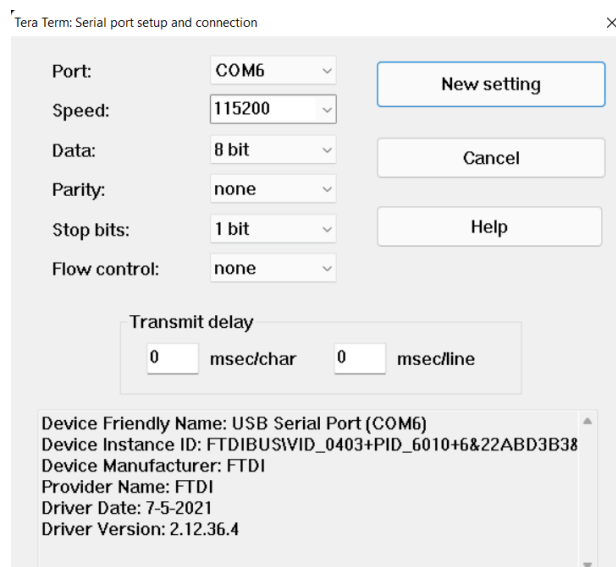 Tera Term: Serial port setup and connection
Port: COM6 New setting
Speed: 115200
Data: 8 bit Cancel
Parity: none
Stop bits: 1 bit Help
Flow control: none
Transmit delay
0 msec/char 0 msec/line
Device Friendly Name: USB Serial Port (COM6)
Device Instance ID: FTDIBUS\VID_0403+PID_6010+6&22ABD3B3&
Device Manufacturer: FTDI
Provider Name: FTDI
Driver Date: 7-5-2021
Driver Version: 2.12.36.4